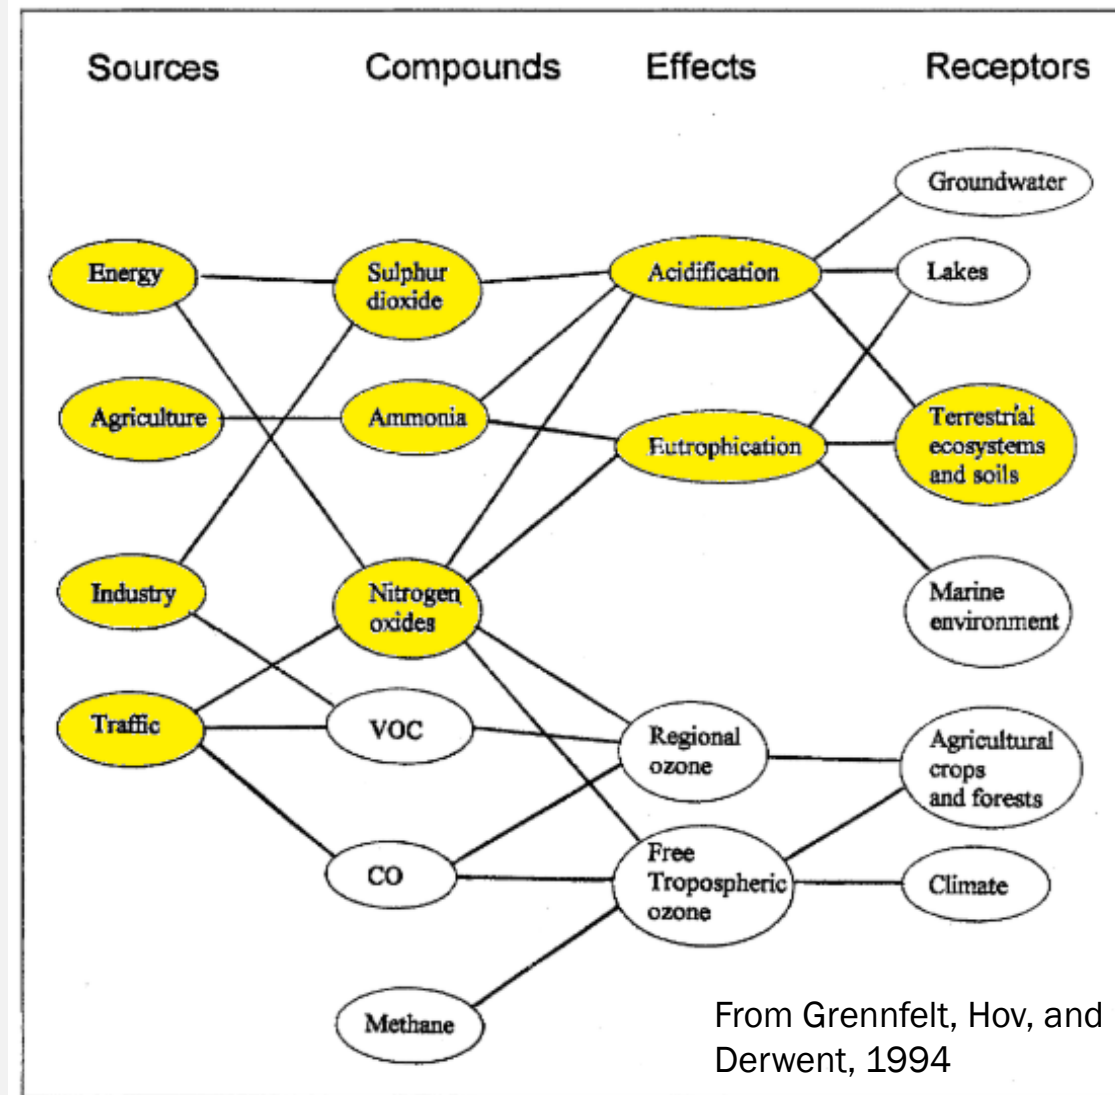 Sources Compounds Effects Receptors
Groundwater
Energy
Sulphur
dioxide
Acidification
Lakes
Agriculture
Ammonia
Eutrophication
Terrestrial
ecosystems
and soils
Industry
Nitrogen
oxides
Marine
environment
Traffic
VOC
Regional
ozone
Agricultural
crops
and forests
CO
Free
Tropospheric
ozone
Climate
Methane
From Grennfelt, Hov, and
Derwent, 1994